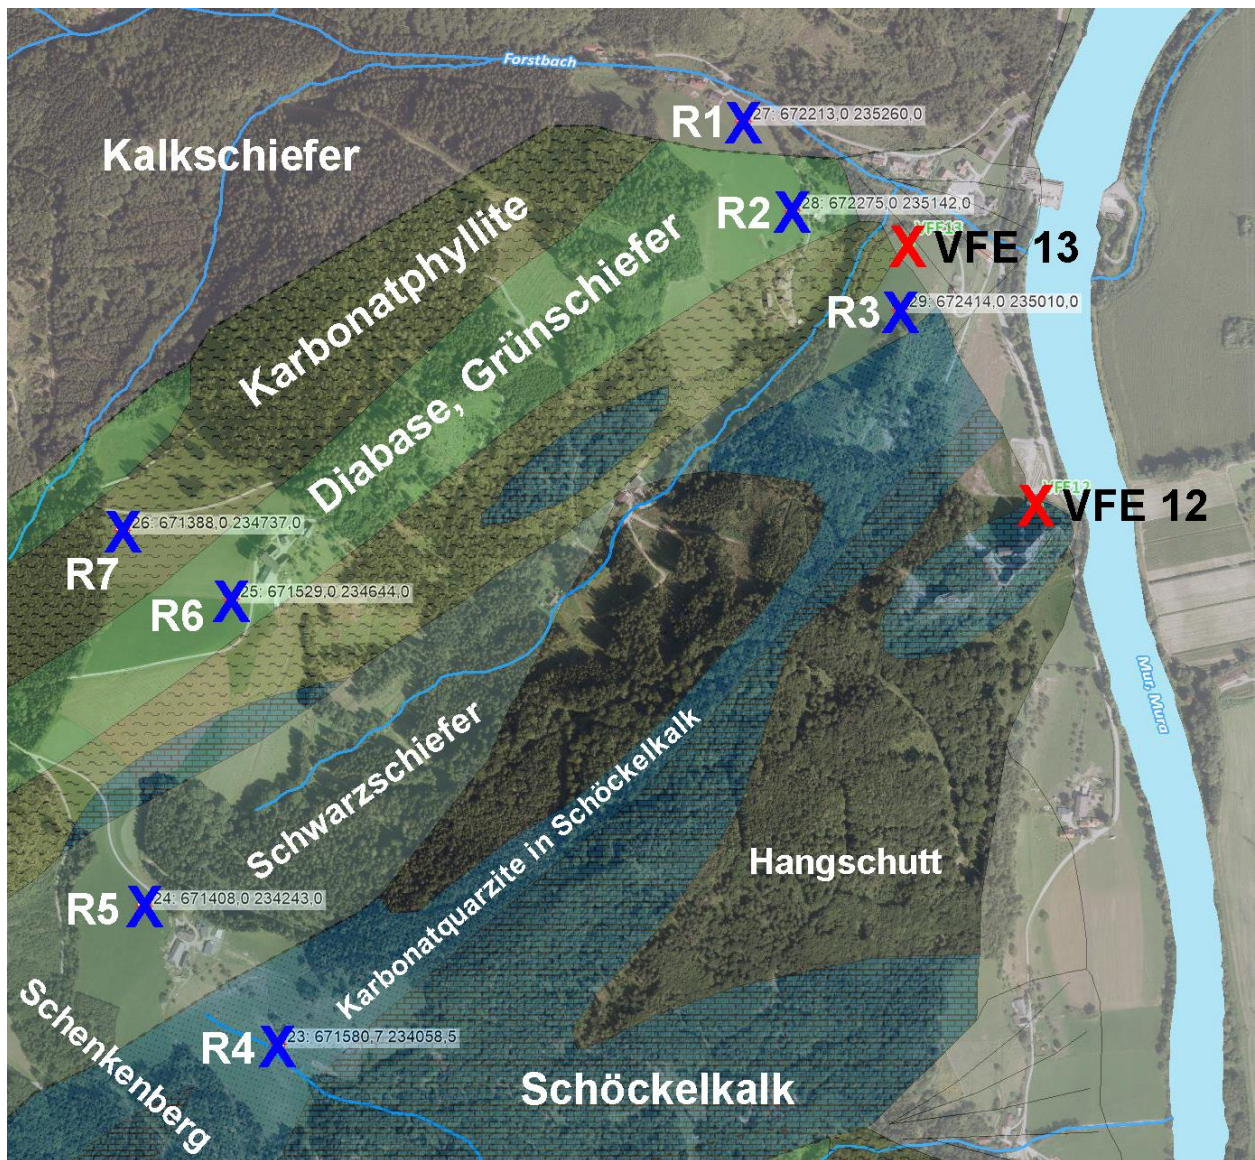 Forstbach
R1
27: 672213,0 235260,0
Kalkschiefer
Karbonatphyllite
R2
28: 672275,0 235142,0
VFE13
VFE 13
Diabase, Grünschiefer
R3
29: 672414,0 235010,0
VFE12
VFE 12
26: 671388,0 234737,0
R7
25: 671529,0 234644,0
R6
Mur, Mura
Schwarzschiefer
Karbonatquarzite in Schöckelkalk
Hangschutt
24: 671408,0 234243,0
R5
Schenkenberg
23: 671580,7 234058,5
R4
Schöckelkalk